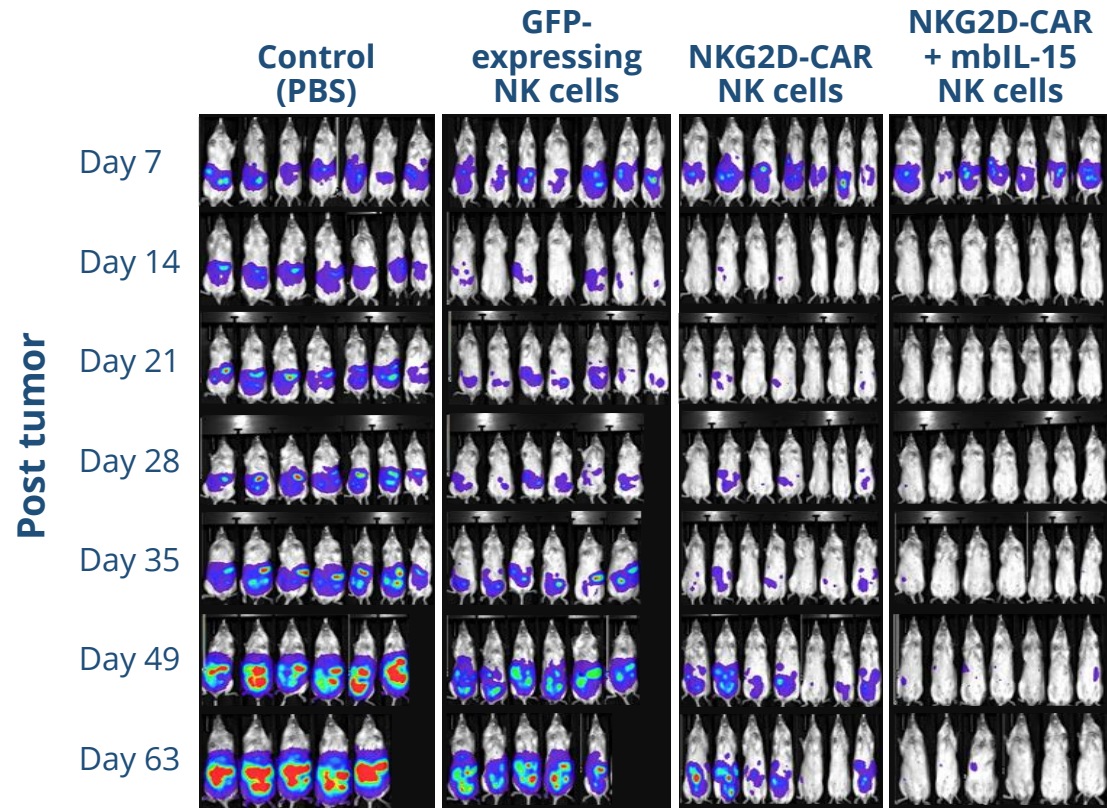 Control
(PBS)
GFP-
expressing
NK cells
NKG2D-CAR
NK cells
NKG2D-CAR
+ mbIL-15
NK cells
Post tumor
Day 7
Day 14
Day 21
Day 28
Day 35
Day 49
Day 63